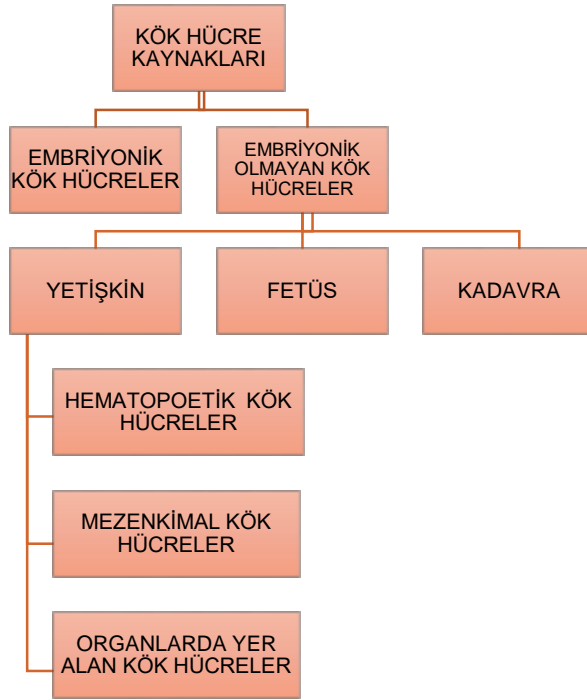 KÖK HÜCRE
KAYNAKLARI
EMBRİYONİK
KÖK HÜCRELER
EMBRİYONİK
OLMAYAN KÖK
HÜCRELER
YETİŞKİN
FETÜS
KADAVRA
HEMATOPOETİK KÖK
HÜCRELER
MEZENKİMAL KÖK
HÜCRELER
ORGANLARDA YER
ALAN KÖK HÜCRELER